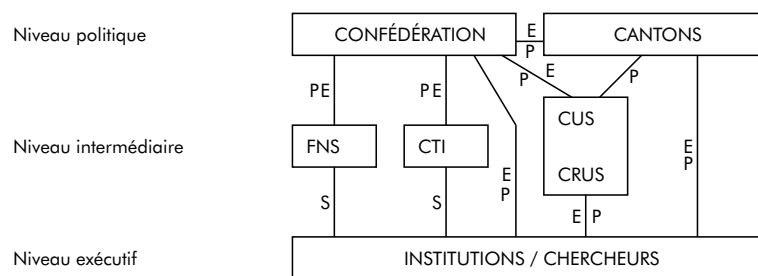 Niveau politique
CONFÉDÉRATION
E
P
CANTONS
P E
P
PE
PE
CUS
Niveau intermédiaire
FNS
CTI
E
P
E
P
CRUS
S
S
E P
Niveau exécutif
INSTITUTIONS / CHERCHEURS